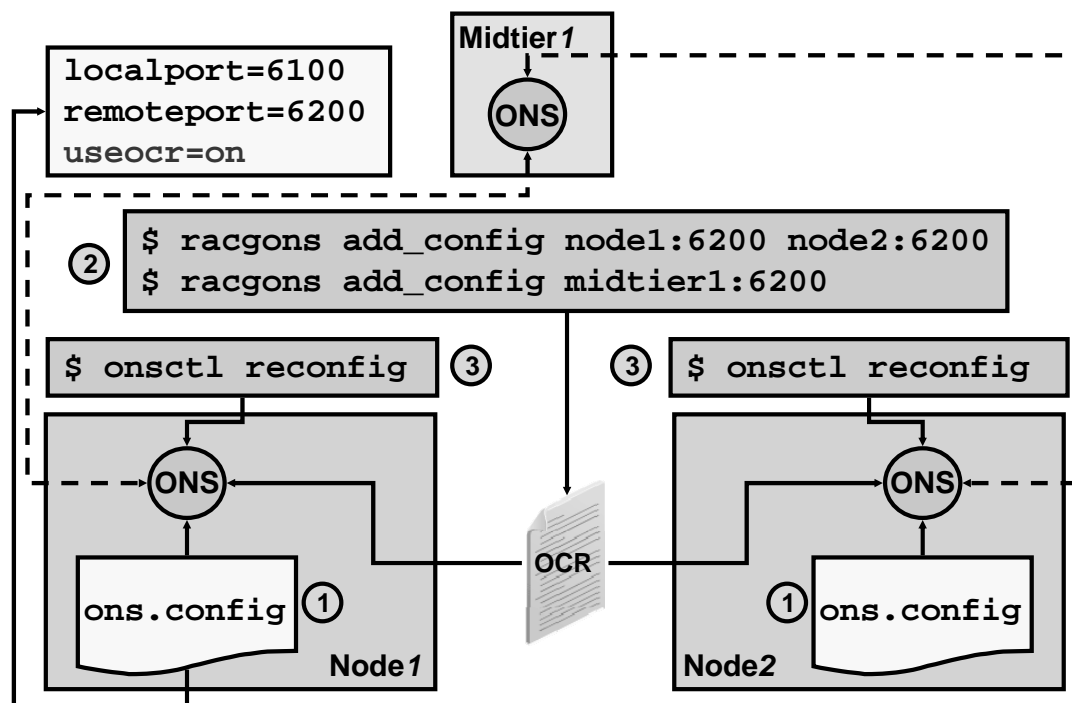 Midtier1
localport=6100
remoteport=6200
useocr=on
ONS
$ racgons add_config node1:6200 node2:6200
$ racgons add_config midtier1:6200
2
$ onsctl reconfig
3
3
$ onsctl reconfig
ONS
ONS
OCR
ons.config
1
1
ons.config
Node1
Node2